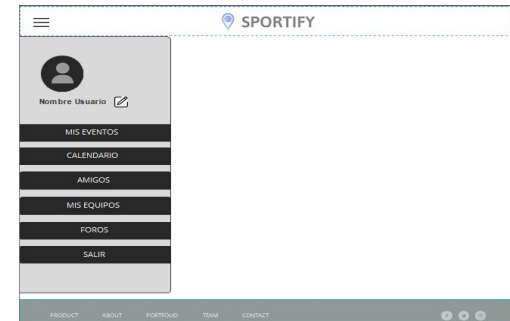 SPORTIFY
Nombre Usuario
MIS EVENTOS
CALENDARIO
AMIGOS
MIS EQUIPOS
FOROS
SALIR
PRODUCT ABOUT PORTFOLIO TEAM CONTACT